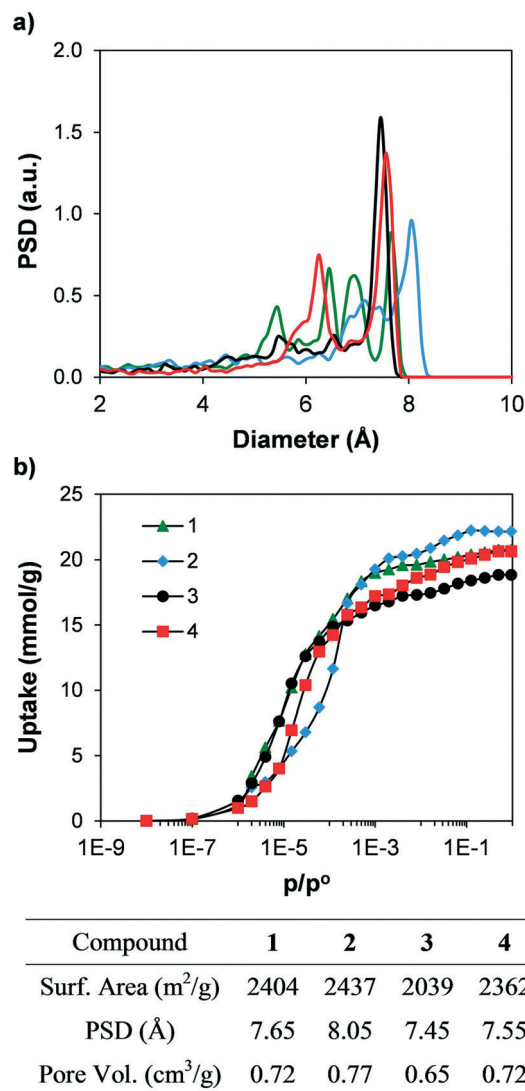 a)
2.0
1.5
1.0
0.5
0.0
PSD (a.u.)
2 4 6 8 10
Diameter (Å)
b)
25
20
15
10
5
0
Uptake (mmol/g)
1
2
3
4
1E-9 1E-7 1E-5 1E-3 1E-1
p/p°
Compound 1 2 3 4
Surf. Area (m²/g) 2404 2437 2039 2362
PSD (Å) 7.65 8.05 7.45 7.55
Pore Vol. (cm³/g) 0.72 0.77 0.65 0.72